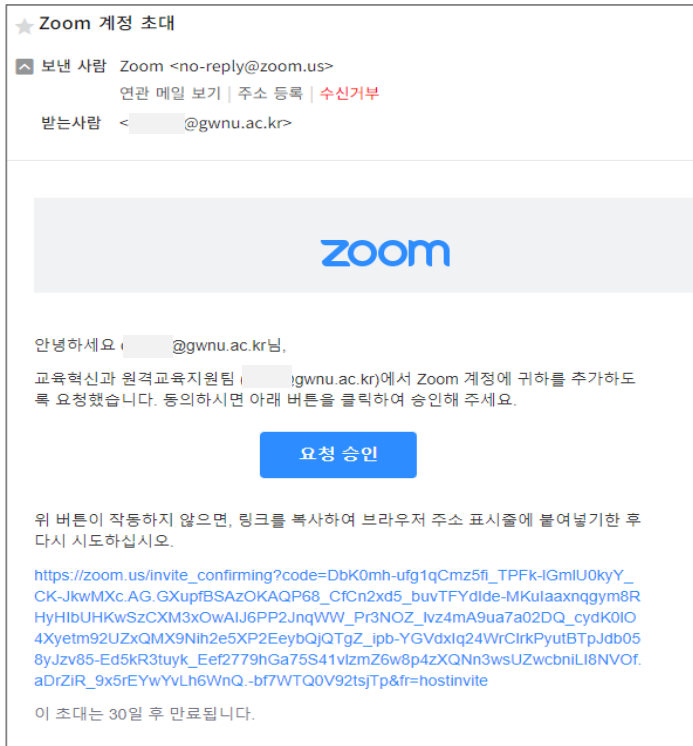 Zoom 계정 초대
보낸 사람 Zoom <no-reply@zoom.us>
연관 메일 보기 | 주소 등록 | 수신거부
받는사람 < @gwnu.ac.kr>
zoom
안녕하세요 @gwnu.ac.kr님,
교육혁신과 원격교육지원팀 ( gwnu.ac.kr)에서 Zoom 계정에 귀하를 추가하도
록 요청했습니다. 동의하시면 아래 버튼을 클릭하여 승인해 주세요.
요청 승인
위 버튼이 작동하지 않으면, 링크를 복사하여 브라우저 주소 표시줄에 붙여넣기한 후
다시 시도하십시오.
https://zoom.us/invite_confirming?code=DbK0mh-ufg1qCmz5fi_TPFk-IGmIU0kyY_
CK-JkwMXc.AG.GXupfBSAzOKAQP68_CfCn2xd5_buvTFYdIde-MKuIaaxnqgym8R
HyHIbUHKwSzCXM3xOwAIJ6PP2JnqWW_Pr3NOZ_Ivz4mA9ua7a02DQ_cydK0IO
4Xyetm92UZxQMX9Nih2e5XP2EeybQjQTgZ_ipb-YGVdxIq24WrCIrkPyutBTpJdb05
8yJzv85-Ed5kR3tuyk_Eef2779hGa75S41vIzmZ6w8p4zXQNn3wsUZwcbniLI8NVOf.
aDrZiR_9x5rEYwYvLh6WnQ.-bf7WTQ0V92tsjTp&fr=hostinvite
이 초대는 30일 후 만료됩니다.